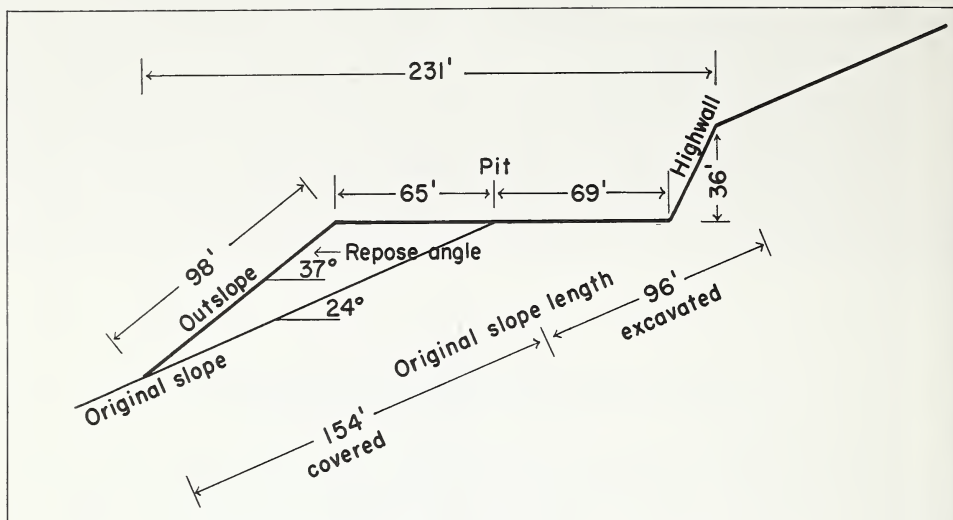 231'
Highwall
36'
Pit
65'
69'
98'
Outslope
Repose angle
37°
24°
Original slope
Original slope length
96'
excavated
154'
covered